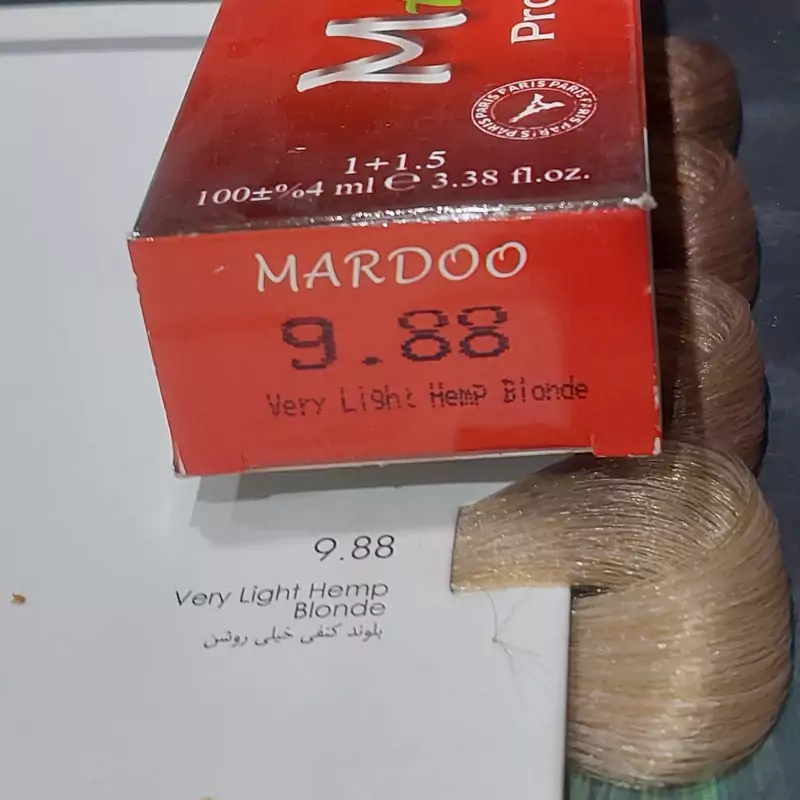 PARIS PARIS PARIS PARIS
1+1.5
100±%4 ml ℮ 3.38 fl.oz.
MARDOO
9.88
Very Light Hemp Blonde
9.88
Very Light Hemp
Blonde
بلوند کنفی خیلی روشن